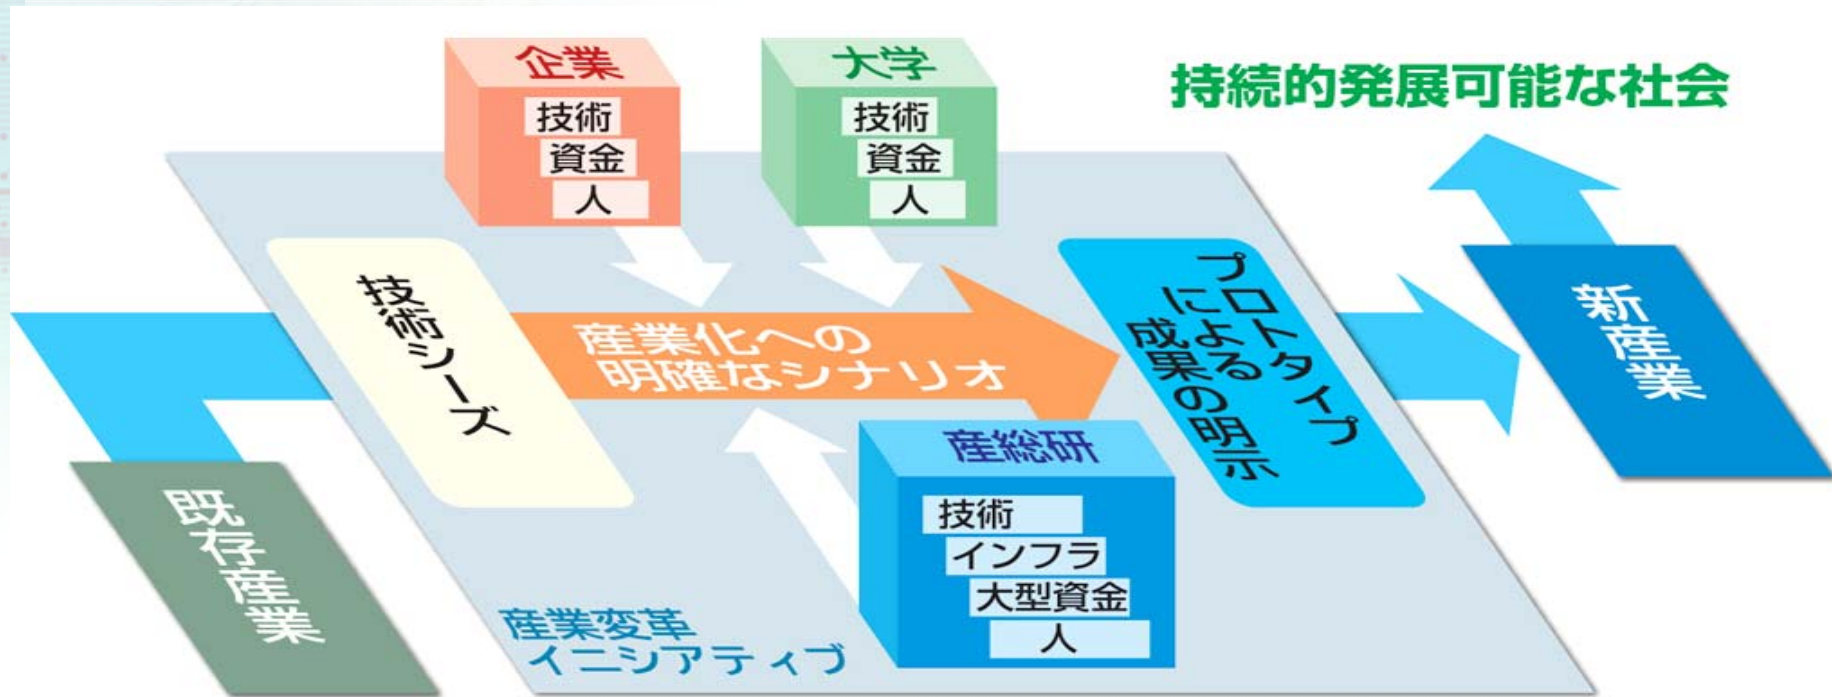 企業
技術
資金
人
大学
技術
資金
人
持続的発展可能な社会
技術シーズ
産業化への
明確なシナリオ
プロトタイプ
による
成果の明示
新産業
既存産業
産総研
技術
インフラ
大型資金
人
産業変革
イニシアティブ